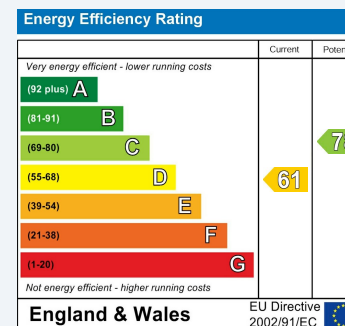 Energy Efficiency Rating
Current
Very energy efficient - lower running costs
(92 plus) A
(81-91) B
(69-80) C
(55-68) D
61
(39-54) E
(21-38) F
(1-20) G
Not energy efficient - higher running costs
England & Wales
EU Directive
2002/91/EC